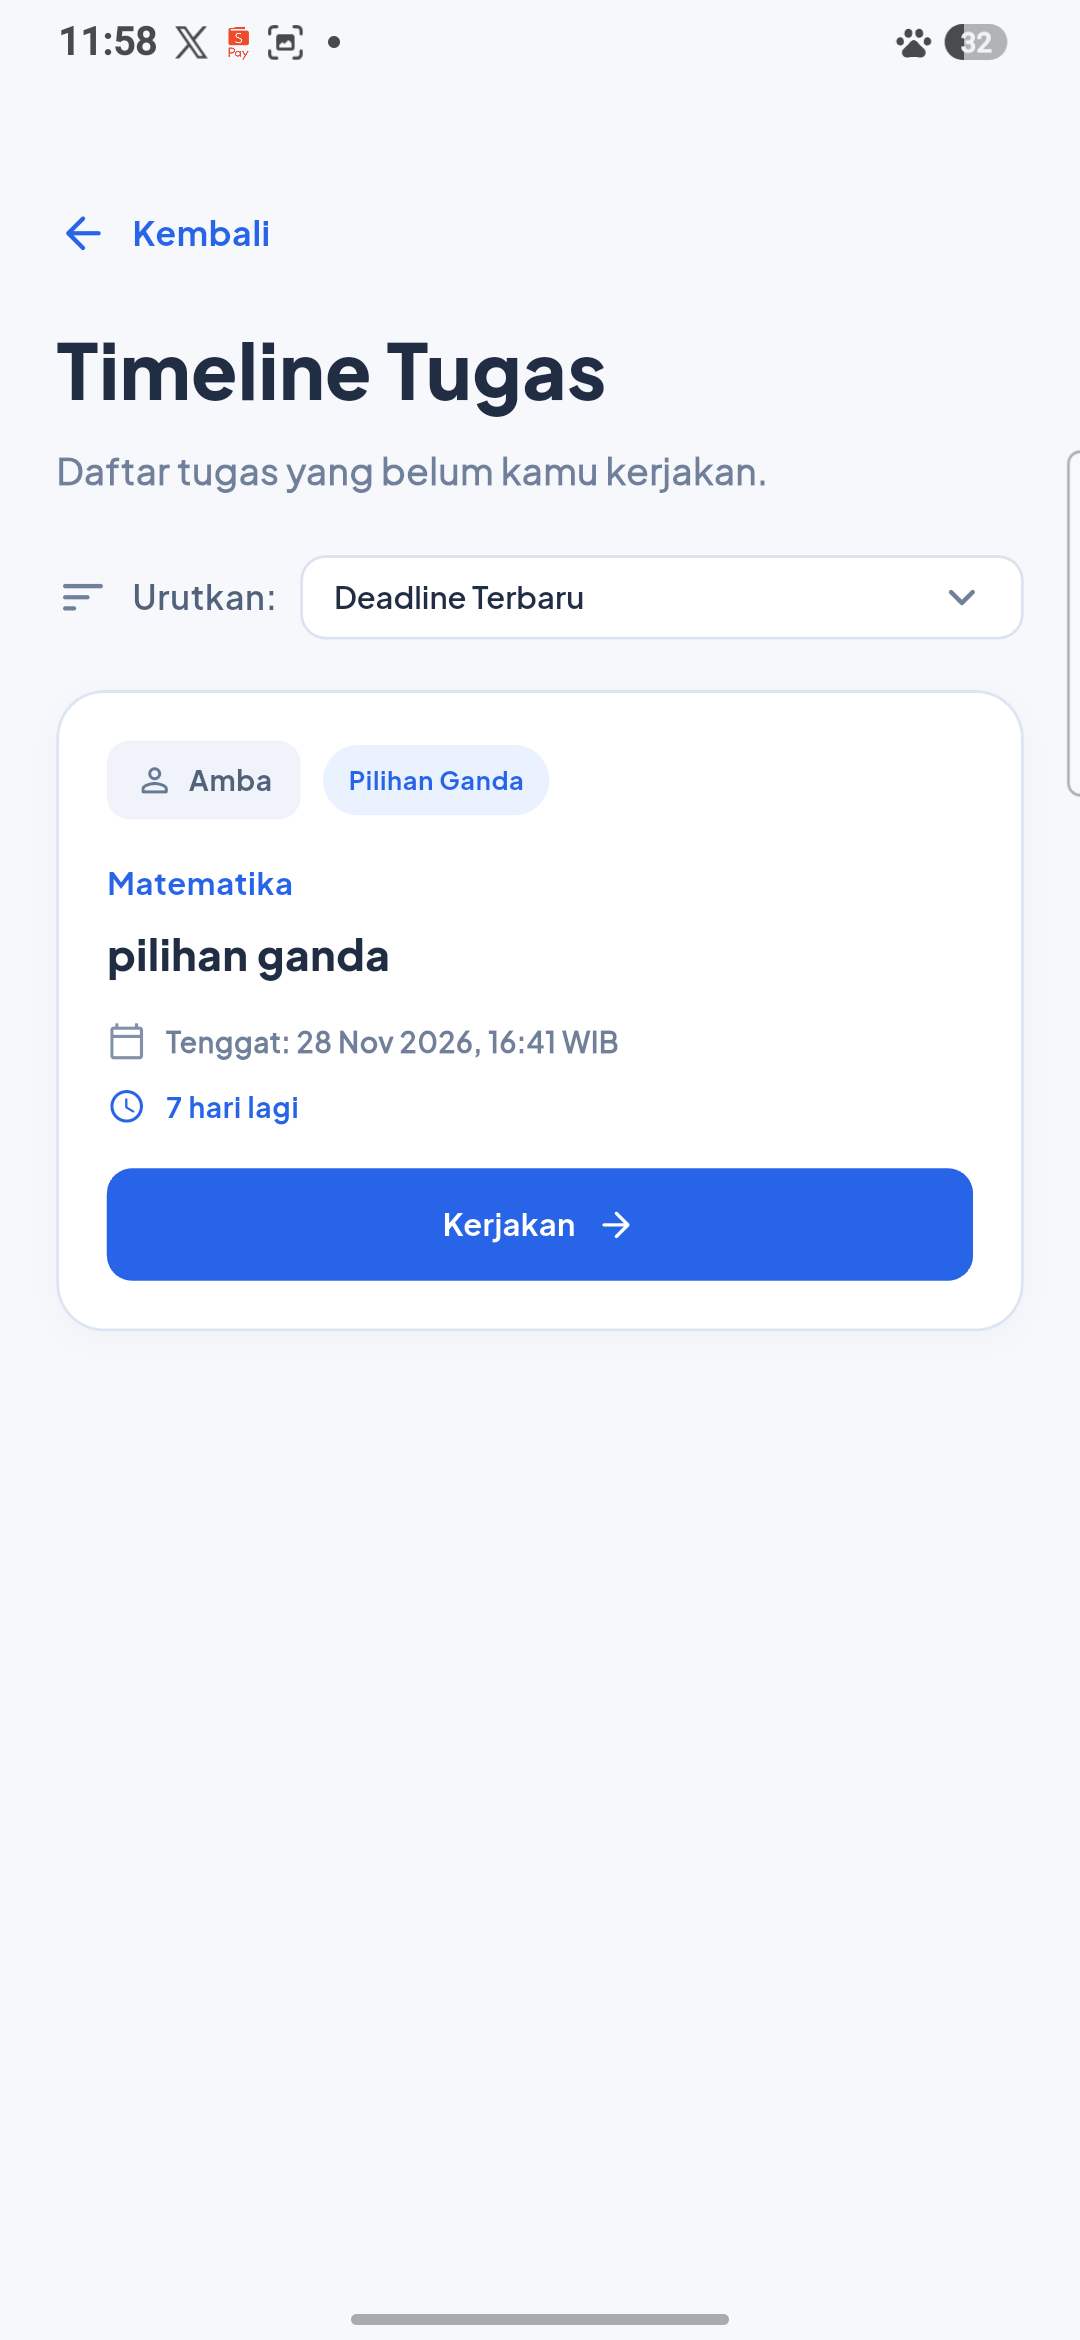 11:58
S
Pay
32
Kembali
Timeline Tugas
Daftar tugas yang belum kamu kerjakan.
Urutkan: Deadline Terbaru
Amba Pilihan Ganda
Matematika
pilihan ganda
Tenggat: 28 Nov 2026, 16:41 WIB
7 hari lagi
Kerjakan